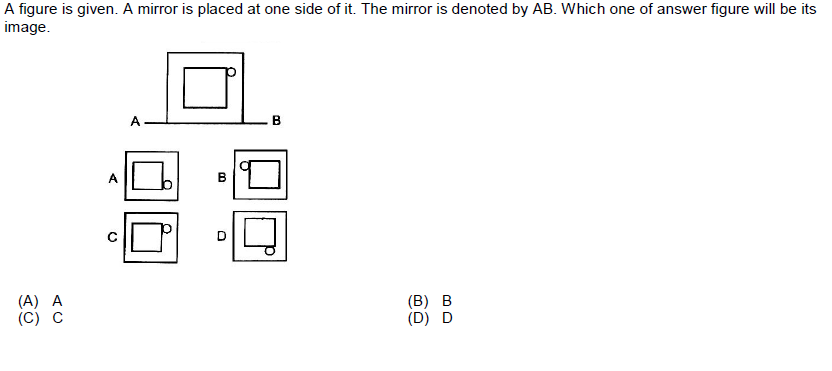 A figure is given. A mirror is placed at one side of it. The mirror is denoted by AB. Which one of answer figure will be its
image.
A B
A B
C D
(A) A (B) B
(C) C (D) D